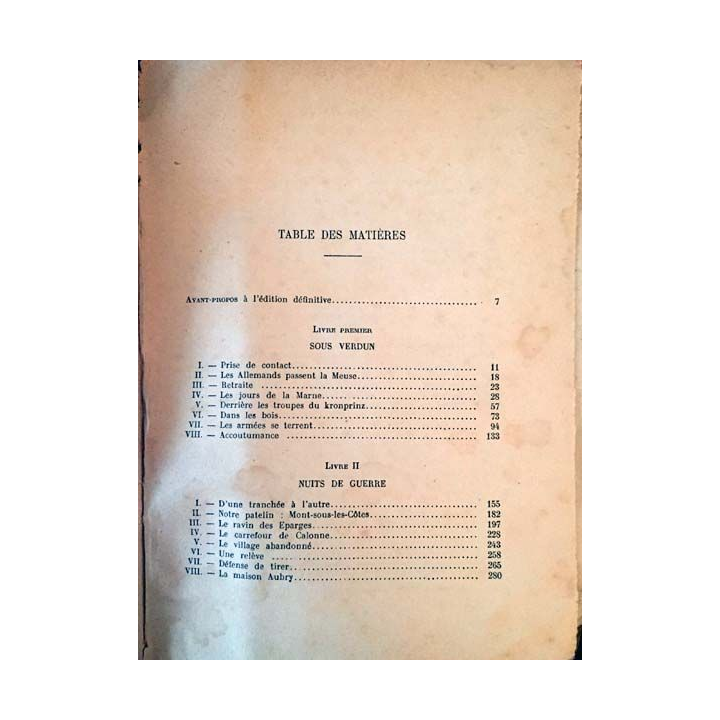 TABLE DES MATIÈRES
AVANT-PROPOS à l'édition définitive............................... 7
LIVRE PREMIER
SOUS VERDUN
I. — Prise de contact....................................... 11
II. — Les Allemands passent la Meuse......................... 18
III. — Retraite ............................................. 23
IV. — Les jours de la Marne.................................. 28
V. — Derrière les troupes du kronprinz....................... 57
VI. — Dans les bois.......................................... 73
VII. — Les armées se terrent................................. 94
VIII. — Accoutumance ........................................ 133
LIVRE II
NUITS DE GUERRE
I. — D'une tranchée à l'autre................................ 155
II. — Notre patelin : Mont-sous-les-Côtes.................... 182
III. — Le ravin des Eparges.................................. 197
IV. — Le carrefour de Calonne................................ 228
V. — Le village abandonné.................................... 243
VI. — Une relève ............................................ 258
VII. — Défense de tirer...................................... 265
VIII. — La maison Aubry...................................... 280